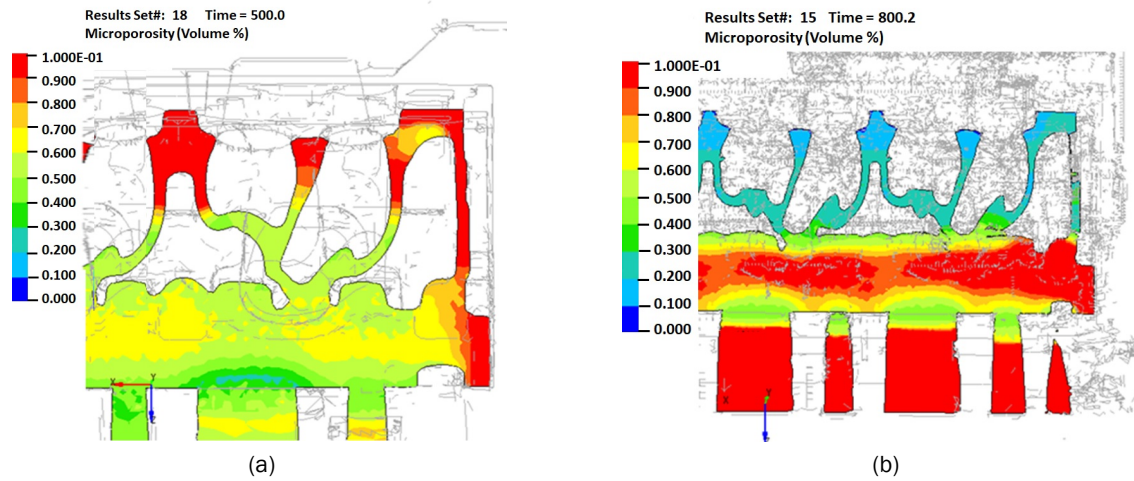 Results Set#: 18 Time = 500.0
Microporosity (Volume %)
1.000E-01
0.900
0.800
0.700
0.600
0.500
0.400
0.300
0.200
0.100
0.000
X
Y
Z
(a)
Results Set#: 15 Time = 800.2
Microporosity (Volume %)
1.000E-01
0.900
0.800
0.700
0.600
0.500
0.400
0.300
0.200
0.100
0.000
X
Y
Z
(b)